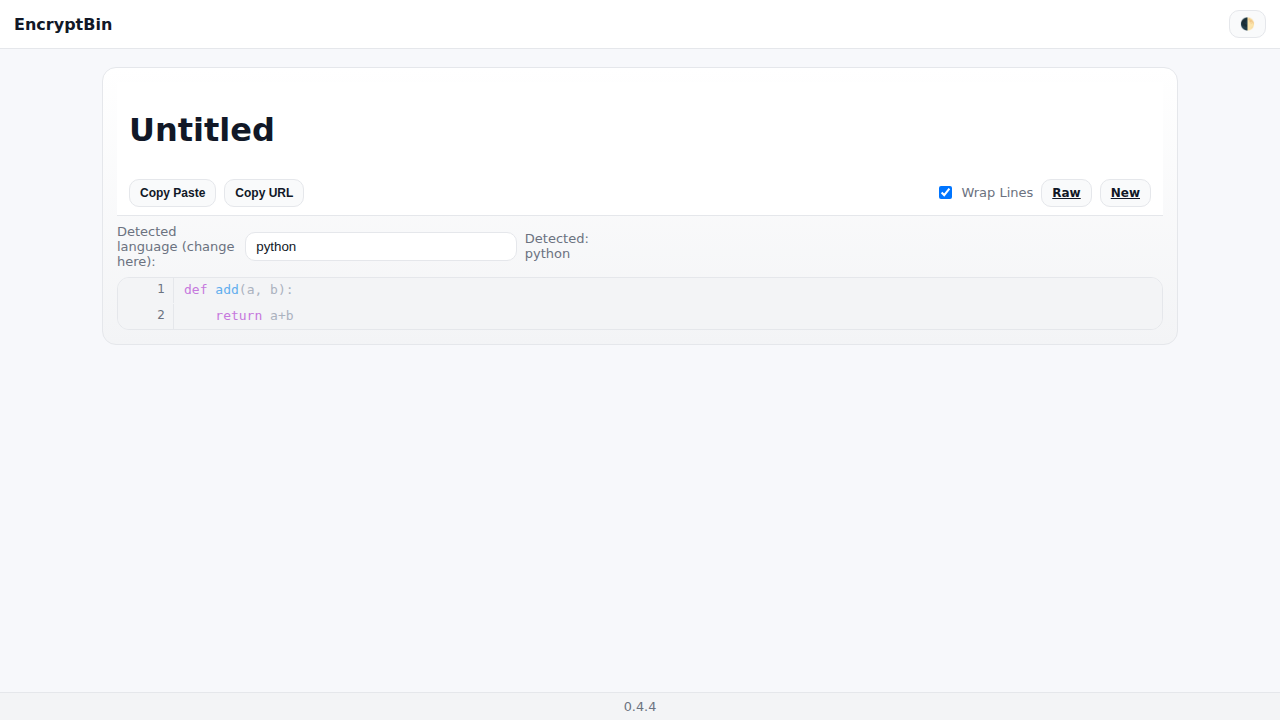 EncryptBin
Untitled
Copy Paste Copy URL Wrap Lines Raw New
Detected language (change here): python Detected: python
1 def add(a, b):
2     return a+b
0.4.4